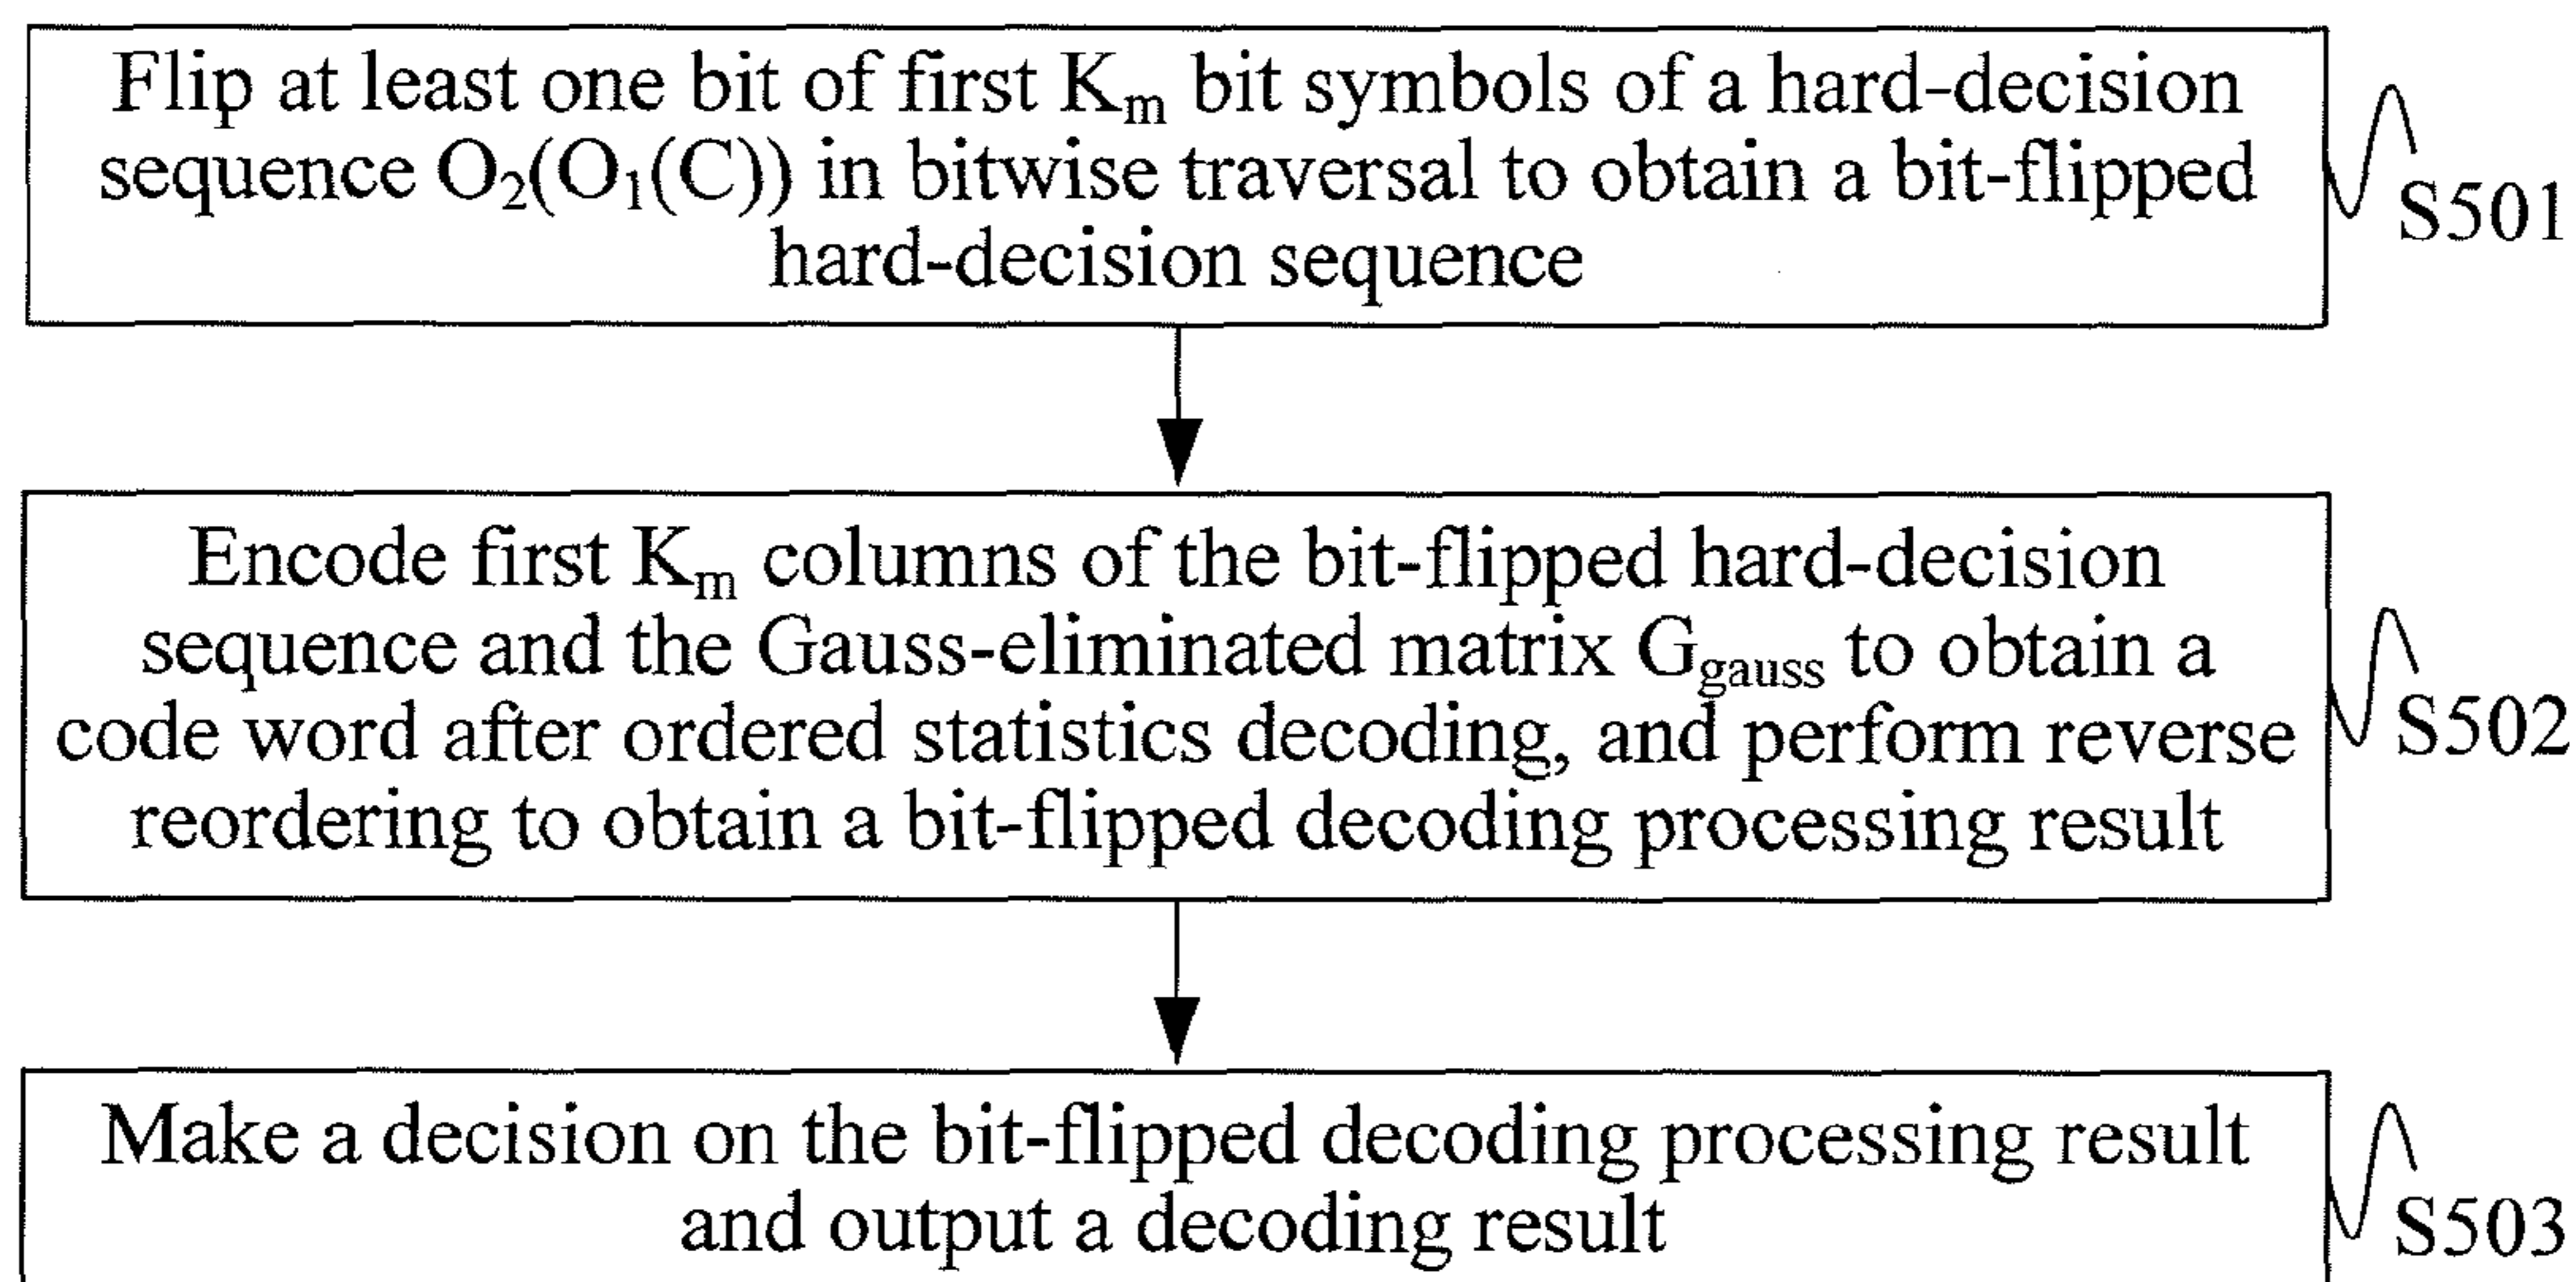 Flip at least one bit of first Kₘ bit symbols of a hard-decision
sequence O₂(O₁(C)) in bitwise traversal to obtain a bit-flipped
hard-decision sequence
S501
Encode first Kₘ columns of the bit-flipped hard-decision
sequence and the Gauss-eliminated matrix G_gauss to obtain a
code word after ordered statistics decoding, and perform reverse
reordering to obtain a bit-flipped decoding processing result
S502
Make a decision on the bit-flipped decoding processing result
and output a decoding result
S503